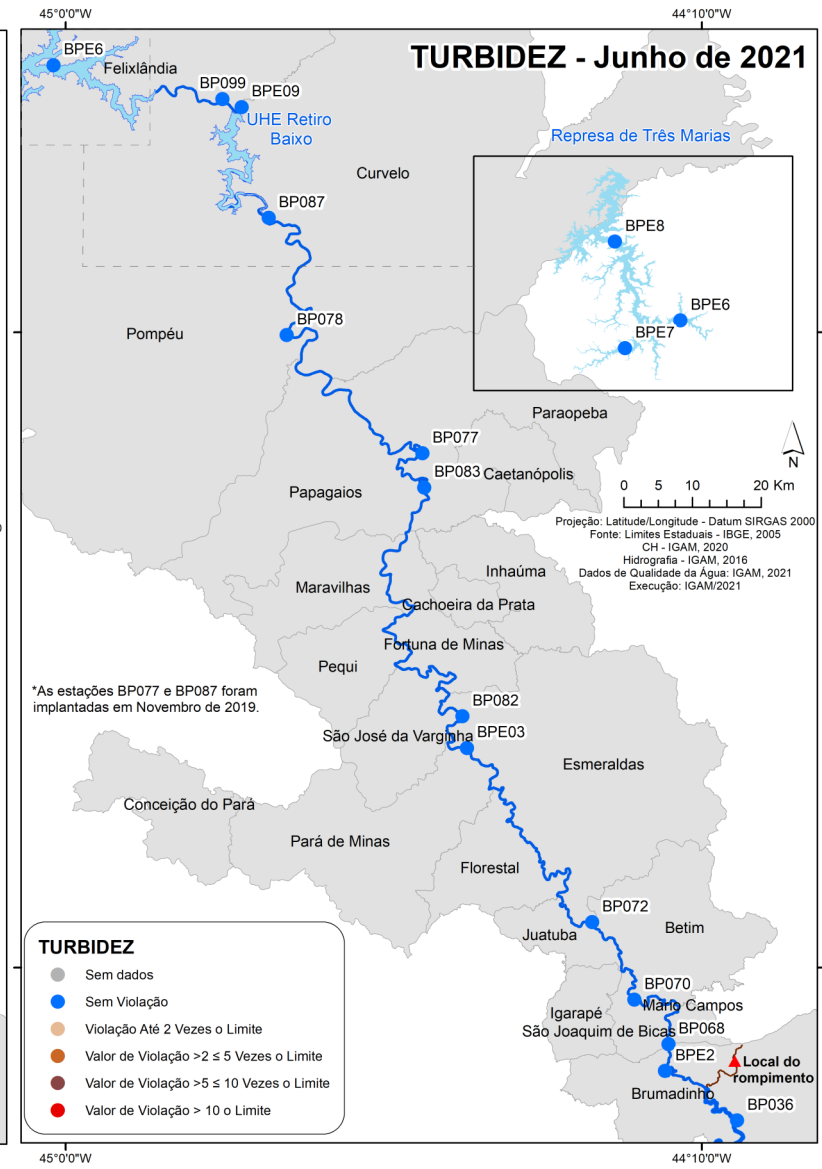 45°0'0"W
44°10'0"W
TURBIDEZ - Junho de 2021
BPE6
Felixlândia
BP099
BPE09
UHE Retiro
Baixo
Represa de Três Marias
Curvelo
BP087
BPE8
BPE6
BPE7
BP078
Pompéu
Paraopeba
BP077
BP083
Caetanópolis
Papagaios
N
0 5 10 20 Km
Projeção: Latitude/Longitude - Datum SIRGAS 2000
Fonte: Limites Estaduais - IBGE, 2005
CH - IGAM, 2020
Hidrografia - IGAM, 2016
Dados de Qualidade da Água: IGAM, 2021
Execução: IGAM/2021
Inhaúma
Maravilhas
Cachoeira da Prata
Fortuna de Minas
Pequi
*As estações BP077 e BP087 foram
implantadas em Novembro de 2019.
BP082
São José da Varginha
BPE03
Esmeraldas
Conceição do Pará
Pará de Minas
Florestal
BP072
Juatuba
Betim
BP070
Mário Campos
Igarapé
São Joaquim de Bicas
BP068
BPE2
Local do
rompimento
Brumadinho
BP036
TURBIDEZ
Sem dados
Sem Violação
Violação Até 2 Vezes o Limite
Valor de Violação >2 ≤ 5 Vezes o Limite
Valor de Violação >5 ≤ 10 Vezes o Limite
Valor de Violação > 10 o Limite
45°0'0"W
44°10'0"W